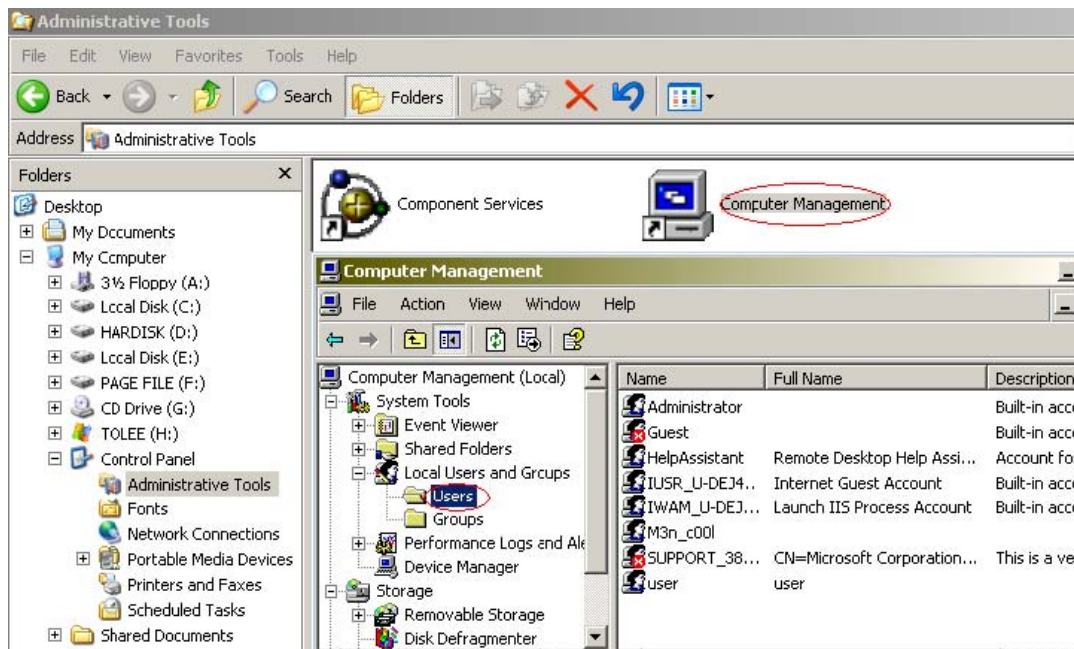 Administrative Tools
File Edit View Favorites Tools Help
Back Search Folders
Address Administrative Tools
Folders X
Desktop
My Documents
My Computer
3½ Floppy (A:)
Local Disk (C:)
HARDISK (D:)
Local Disk (E:)
PAGE FILE (F:)
CD Drive (G:)
TOLEE (H:)
Control Panel
Administrative Tools
Fonts
Network Connections
Portable Media Devices
Printers and Faxes
Scheduled Tasks
Shared Documents
Component Services
Computer Management
Computer Management
File Action View Window Help
Computer Management (Local)
System Tools
Event Viewer
Shared Folders
Local Users and Groups
Users
Groups
Performance Logs and Ale
Device Manager
Storage
Removable Storage
Disk Defragmenter
Name Full Name Description
Administrator Built-in acc
Guest Built-in acc
HelpAssistant Remote Desktop Help Assi... Account fo
IUSR_U-DEJ4.. Internet Guest Account Built-in acc
IWAM_U-DEJ... Launch IIS Process Account Built-in acc
M3n_c00l
SUPPORT_38... CN=Microsoft Corporation... This is a ve
user user